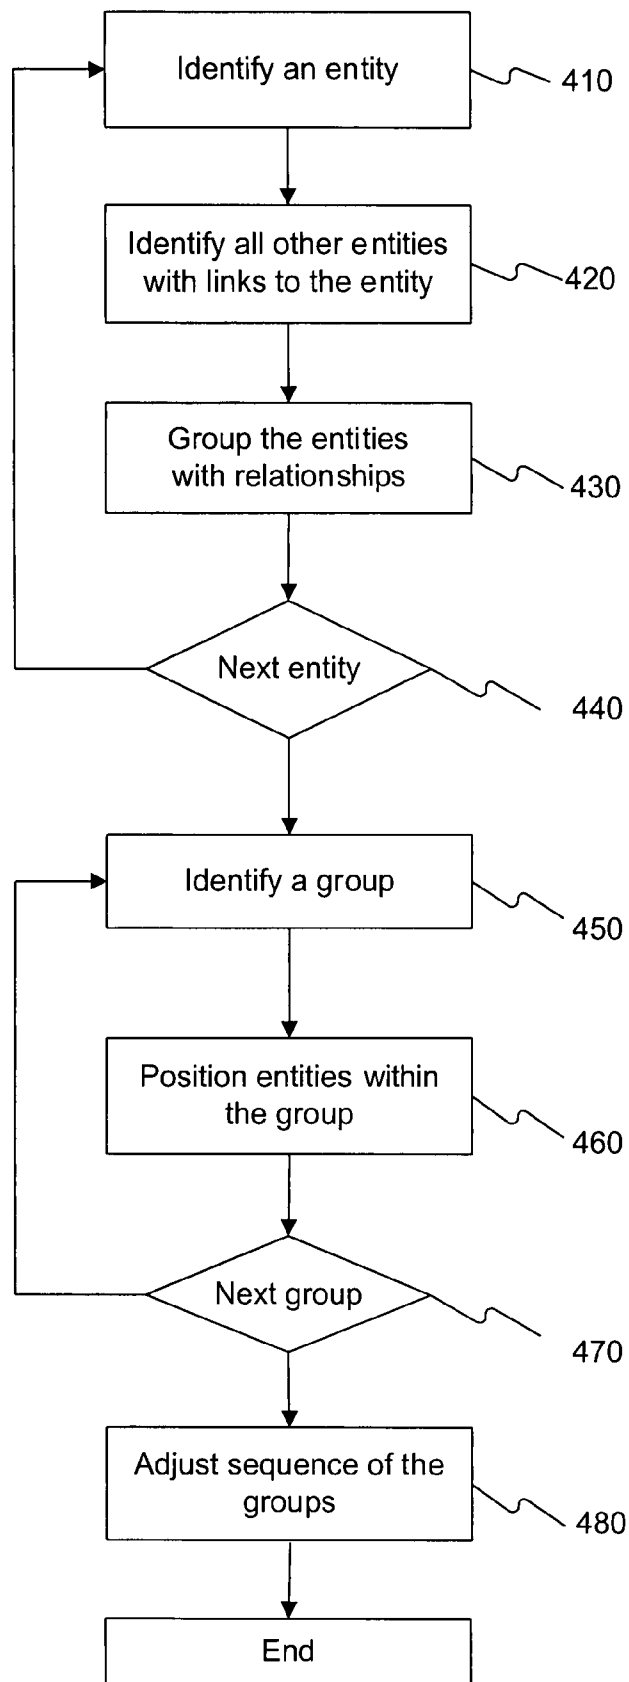 Identify an entity
410
Identify all other entities
with links to the entity
420
Group the entities
with relationships
430
Next entity
440
Identify a group
450
Position entities within
the group
460
Next group
470
Adjust sequence of the
groups
480
End